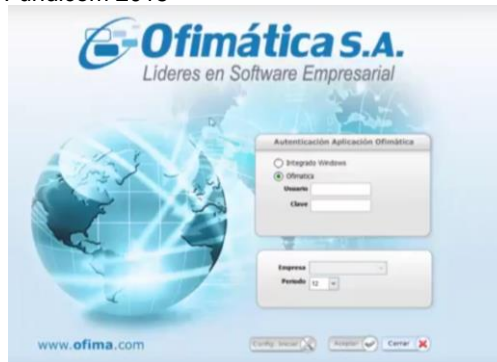 Ofimática S.A.
Líderes en Software Empresarial
Autenticación Aplicación Ofimática
Integrado Windows
Ofimatica
Usuario
Clave
Empresa
Periodo 12
www.ofima.com
Config. Inicial
Aceptar
Cerrar